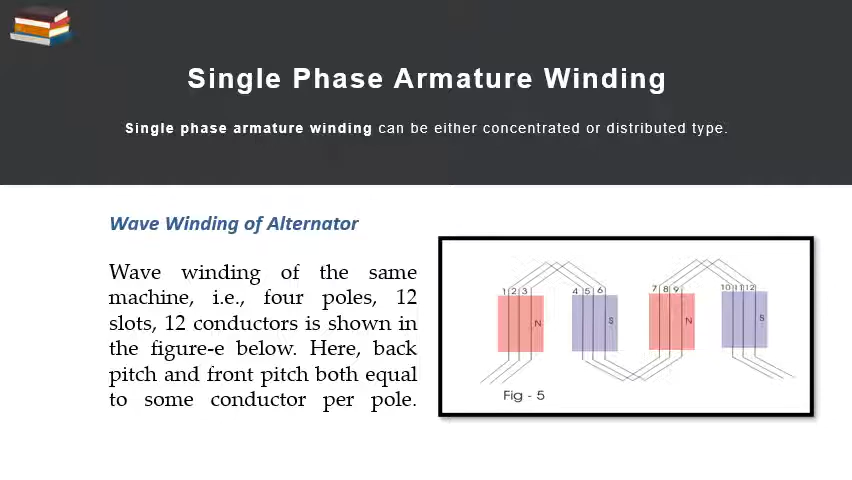 Single Phase Armature Winding
Single phase armature winding can be either concentrated or distributed type.
Wave Winding of Alternator
Wave winding of the same
machine, i.e., four poles, 12
slots, 12 conductors is shown in
the figure-e below. Here, back
pitch and front pitch both equal
to some conductor per pole.
1 2 3 4 5 6 7 8 9 10 11 12
N S N S
Fig - 5